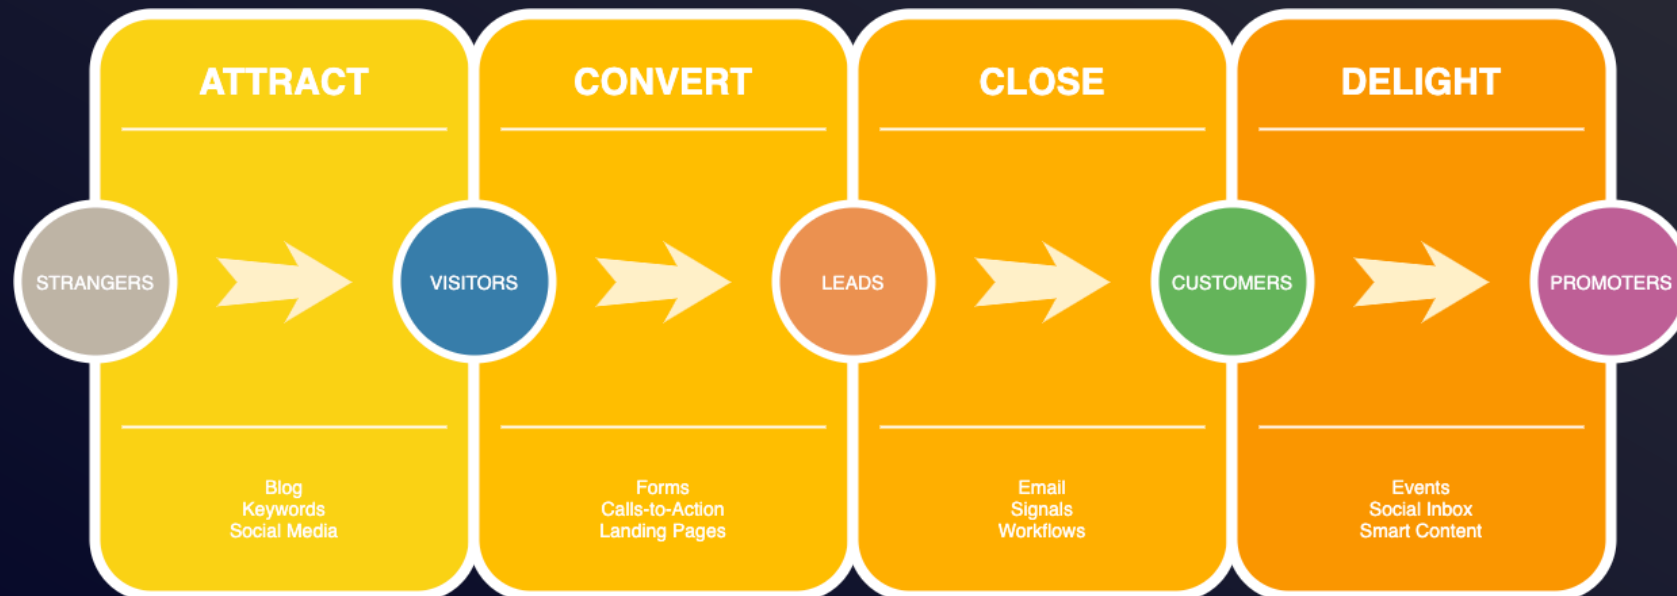 ATTRACT
CONVERT
CLOSE
DELIGHT
STRANGERS
VISITORS
LEADS
CUSTOMERS
PROMOTERS
Blog
Keywords
Social Media
Forms
Calls-to-Action
Landing Pages
Email
Signals
Workflows
Events
Social Inbox
Smart Content